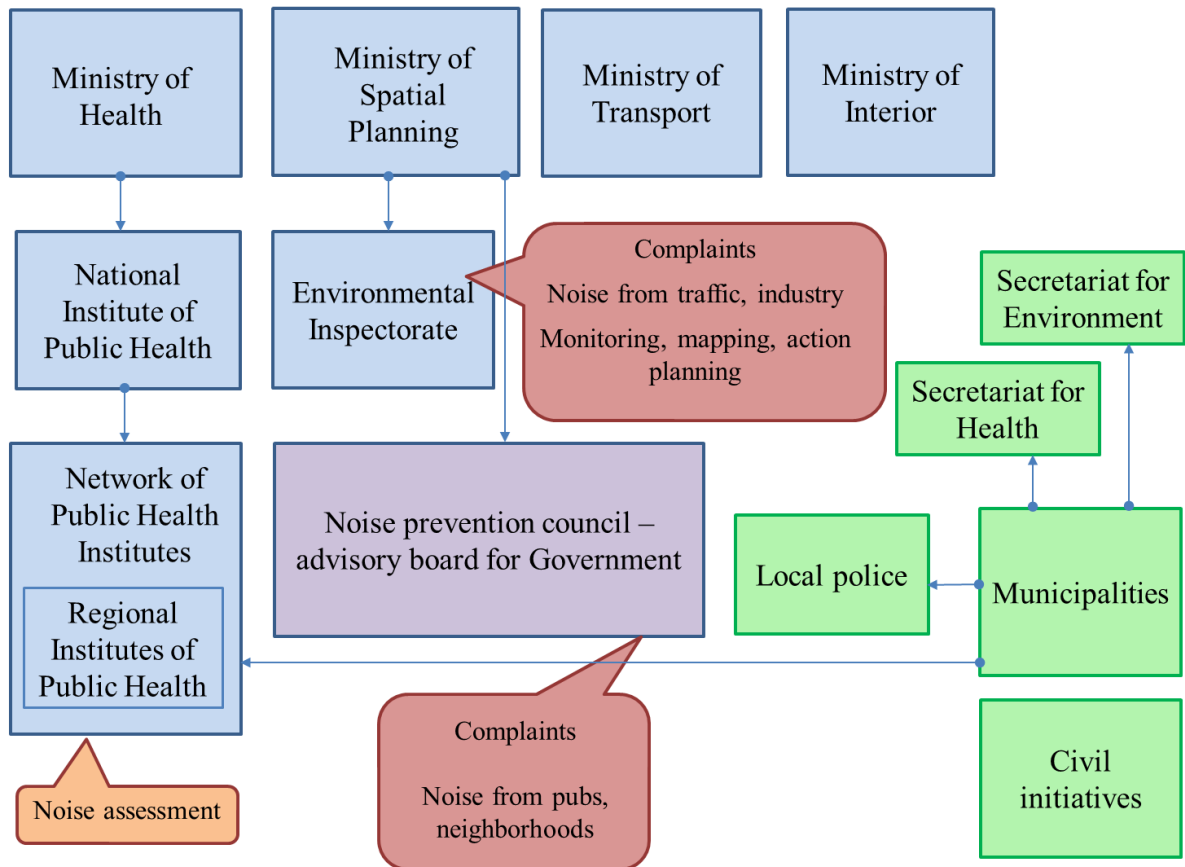 Ministry of
Health
Ministry of
Spatial
Planning
Ministry of
Transport
Ministry of
Interior
National
Institute of
Public Health
Environmental
Inspectorate
Complaints
Noise from traffic, industry
Monitoring, mapping, action
planning
Secretariat for
Environment
Secretariat for
Health
Network of
Public Health
Institutes
Regional
Institutes of
Public Health
Noise prevention council –
advisory board for Government
Local police
Municipalities
Noise assessment
Complaints
Noise from pubs,
neighborhoods
Civil
initiatives